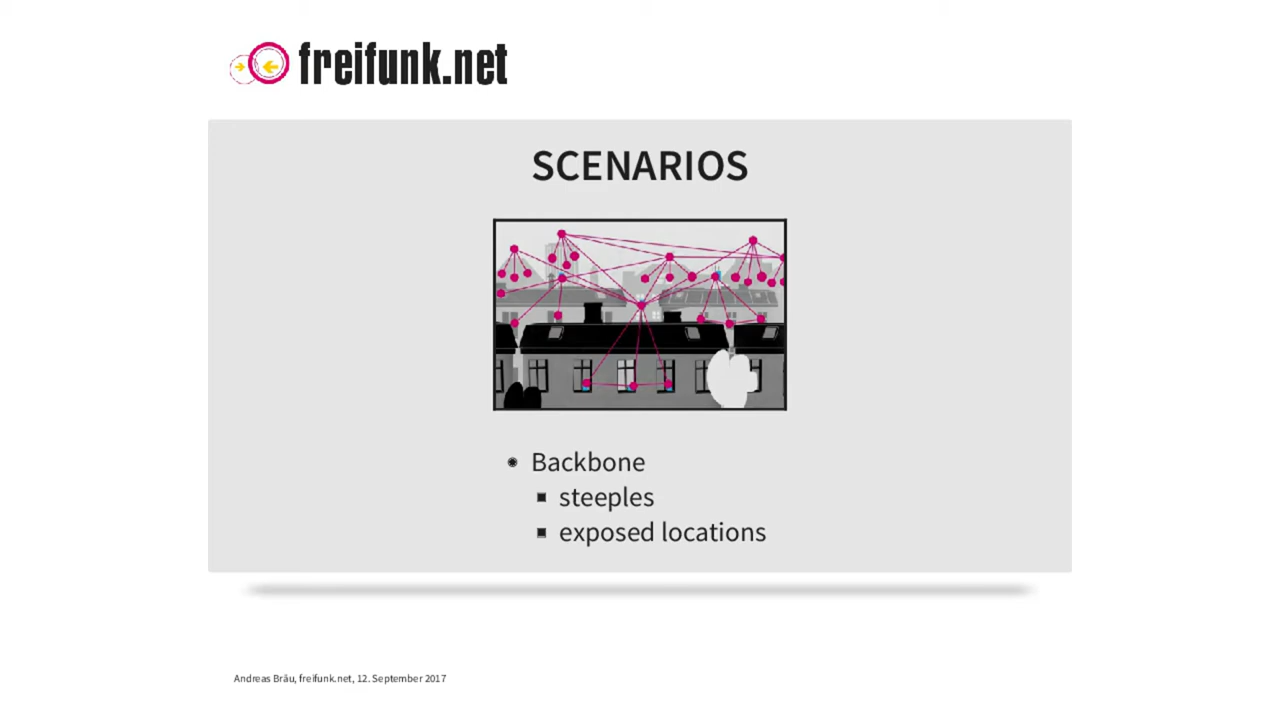 freifunk.net
SCENARIOS
Backbone
steeples
exposed locations
Andreas Bräu, freifunk.net, 12. September 2017